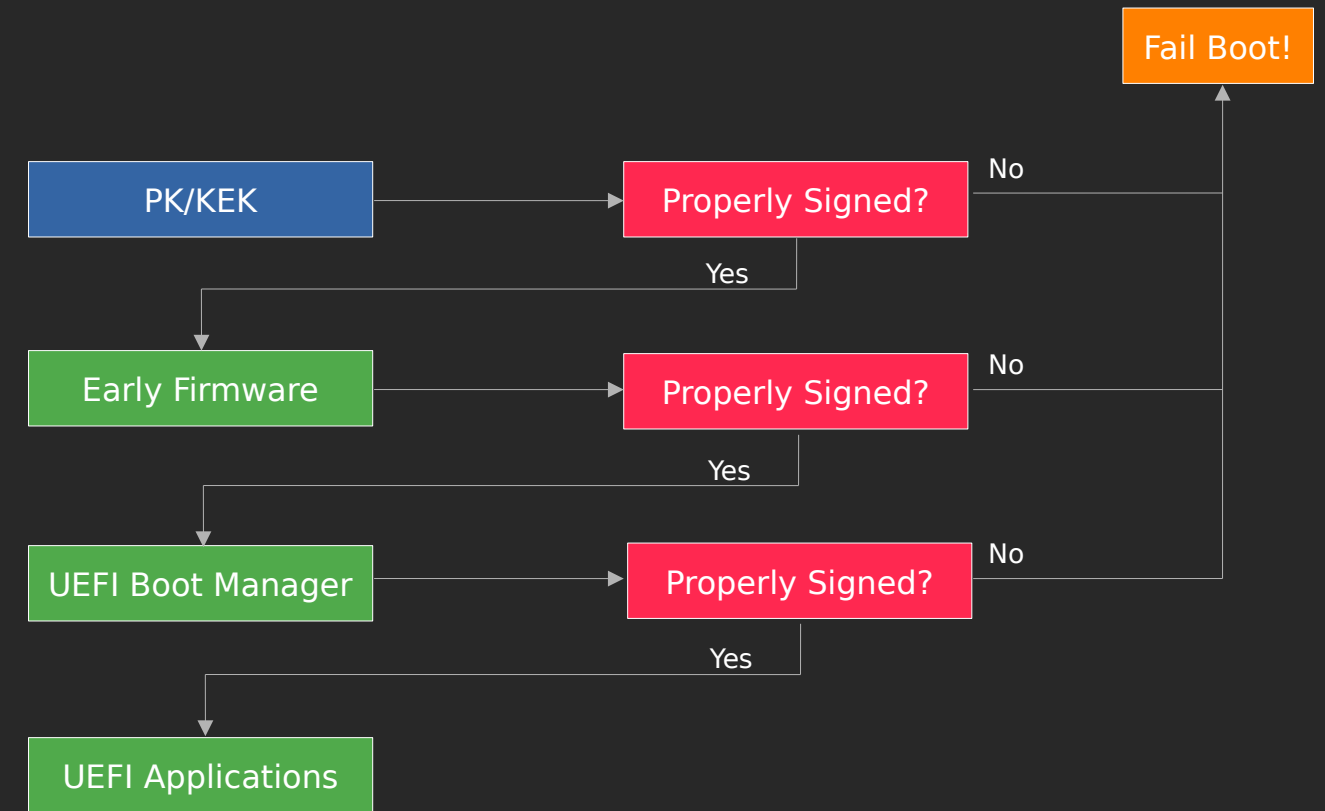 Fail Boot!
PK/KEK
Properly Signed?
No
Yes
Early Firmware
Properly Signed?
No
Yes
UEFI Boot Manager
Properly Signed?
No
Yes
UEFI Applications